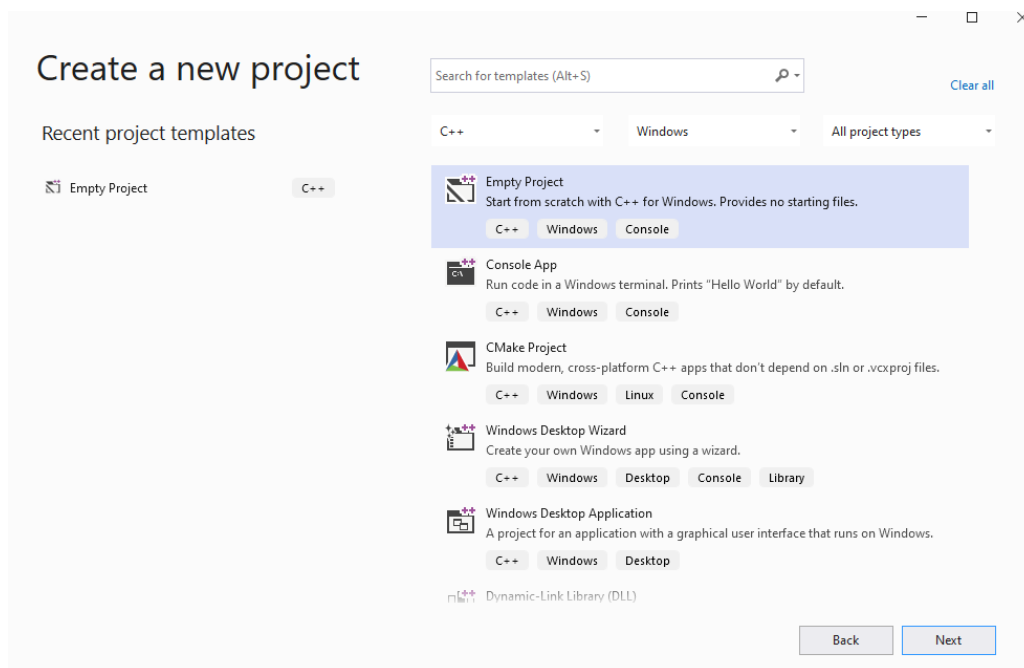 Create a new project
Search for templates (Alt+S)
Clear all
Recent project templates
C++
Windows
All project types
Empty Project
C++
Empty Project
Start from scratch with C++ for Windows. Provides no starting files.
C++ Windows Console
Console App
Run code in a Windows terminal. Prints "Hello World" by default.
C++ Windows Console
CMake Project
Build modern, cross-platform C++ apps that don't depend on .sln or .vcxproj files.
C++ Windows Linux Console
Windows Desktop Wizard
Create your own Windows app using a wizard.
C++ Windows Desktop Console Library
Windows Desktop Application
A project for an application with a graphical user interface that runs on Windows.
C++ Windows Desktop
Dynamic-Link Library (DLL)
Back
Next